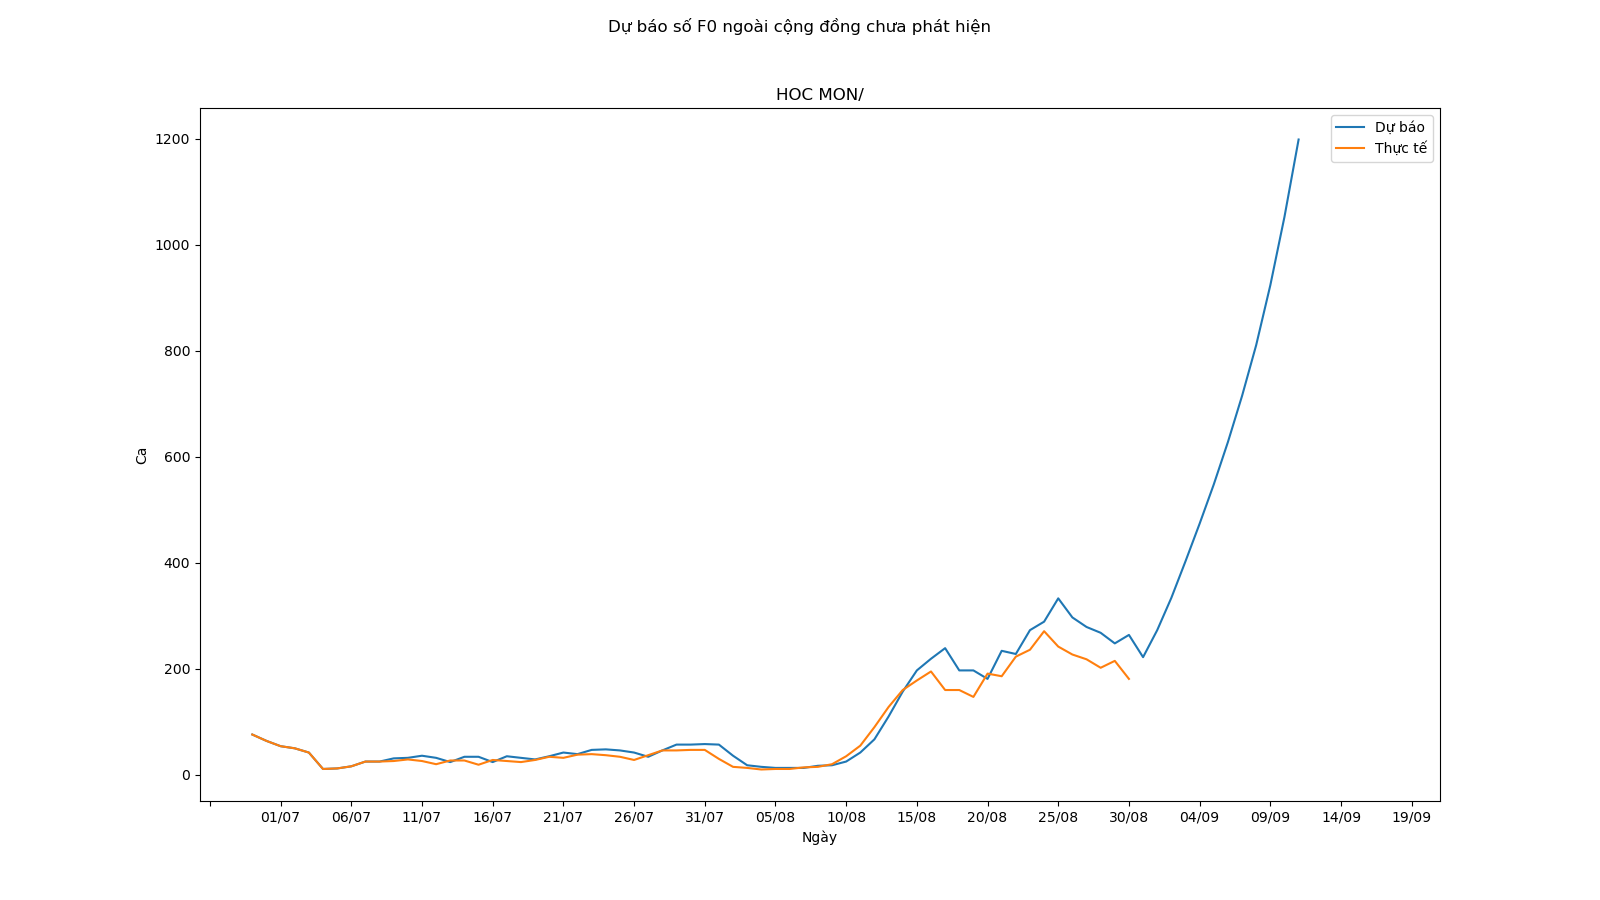 Dự báo số F0 ngoài cộng đồng chưa phát hiện
HOC MON/
Dự báo
Thực tế
1200
1000
800
600
400
200
0
Ca
01/07 06/07 11/07 16/07 21/07 26/07 31/07 05/08 10/08 15/08 20/08 25/08 30/08 04/09 09/09 14/09 19/09
Ngày